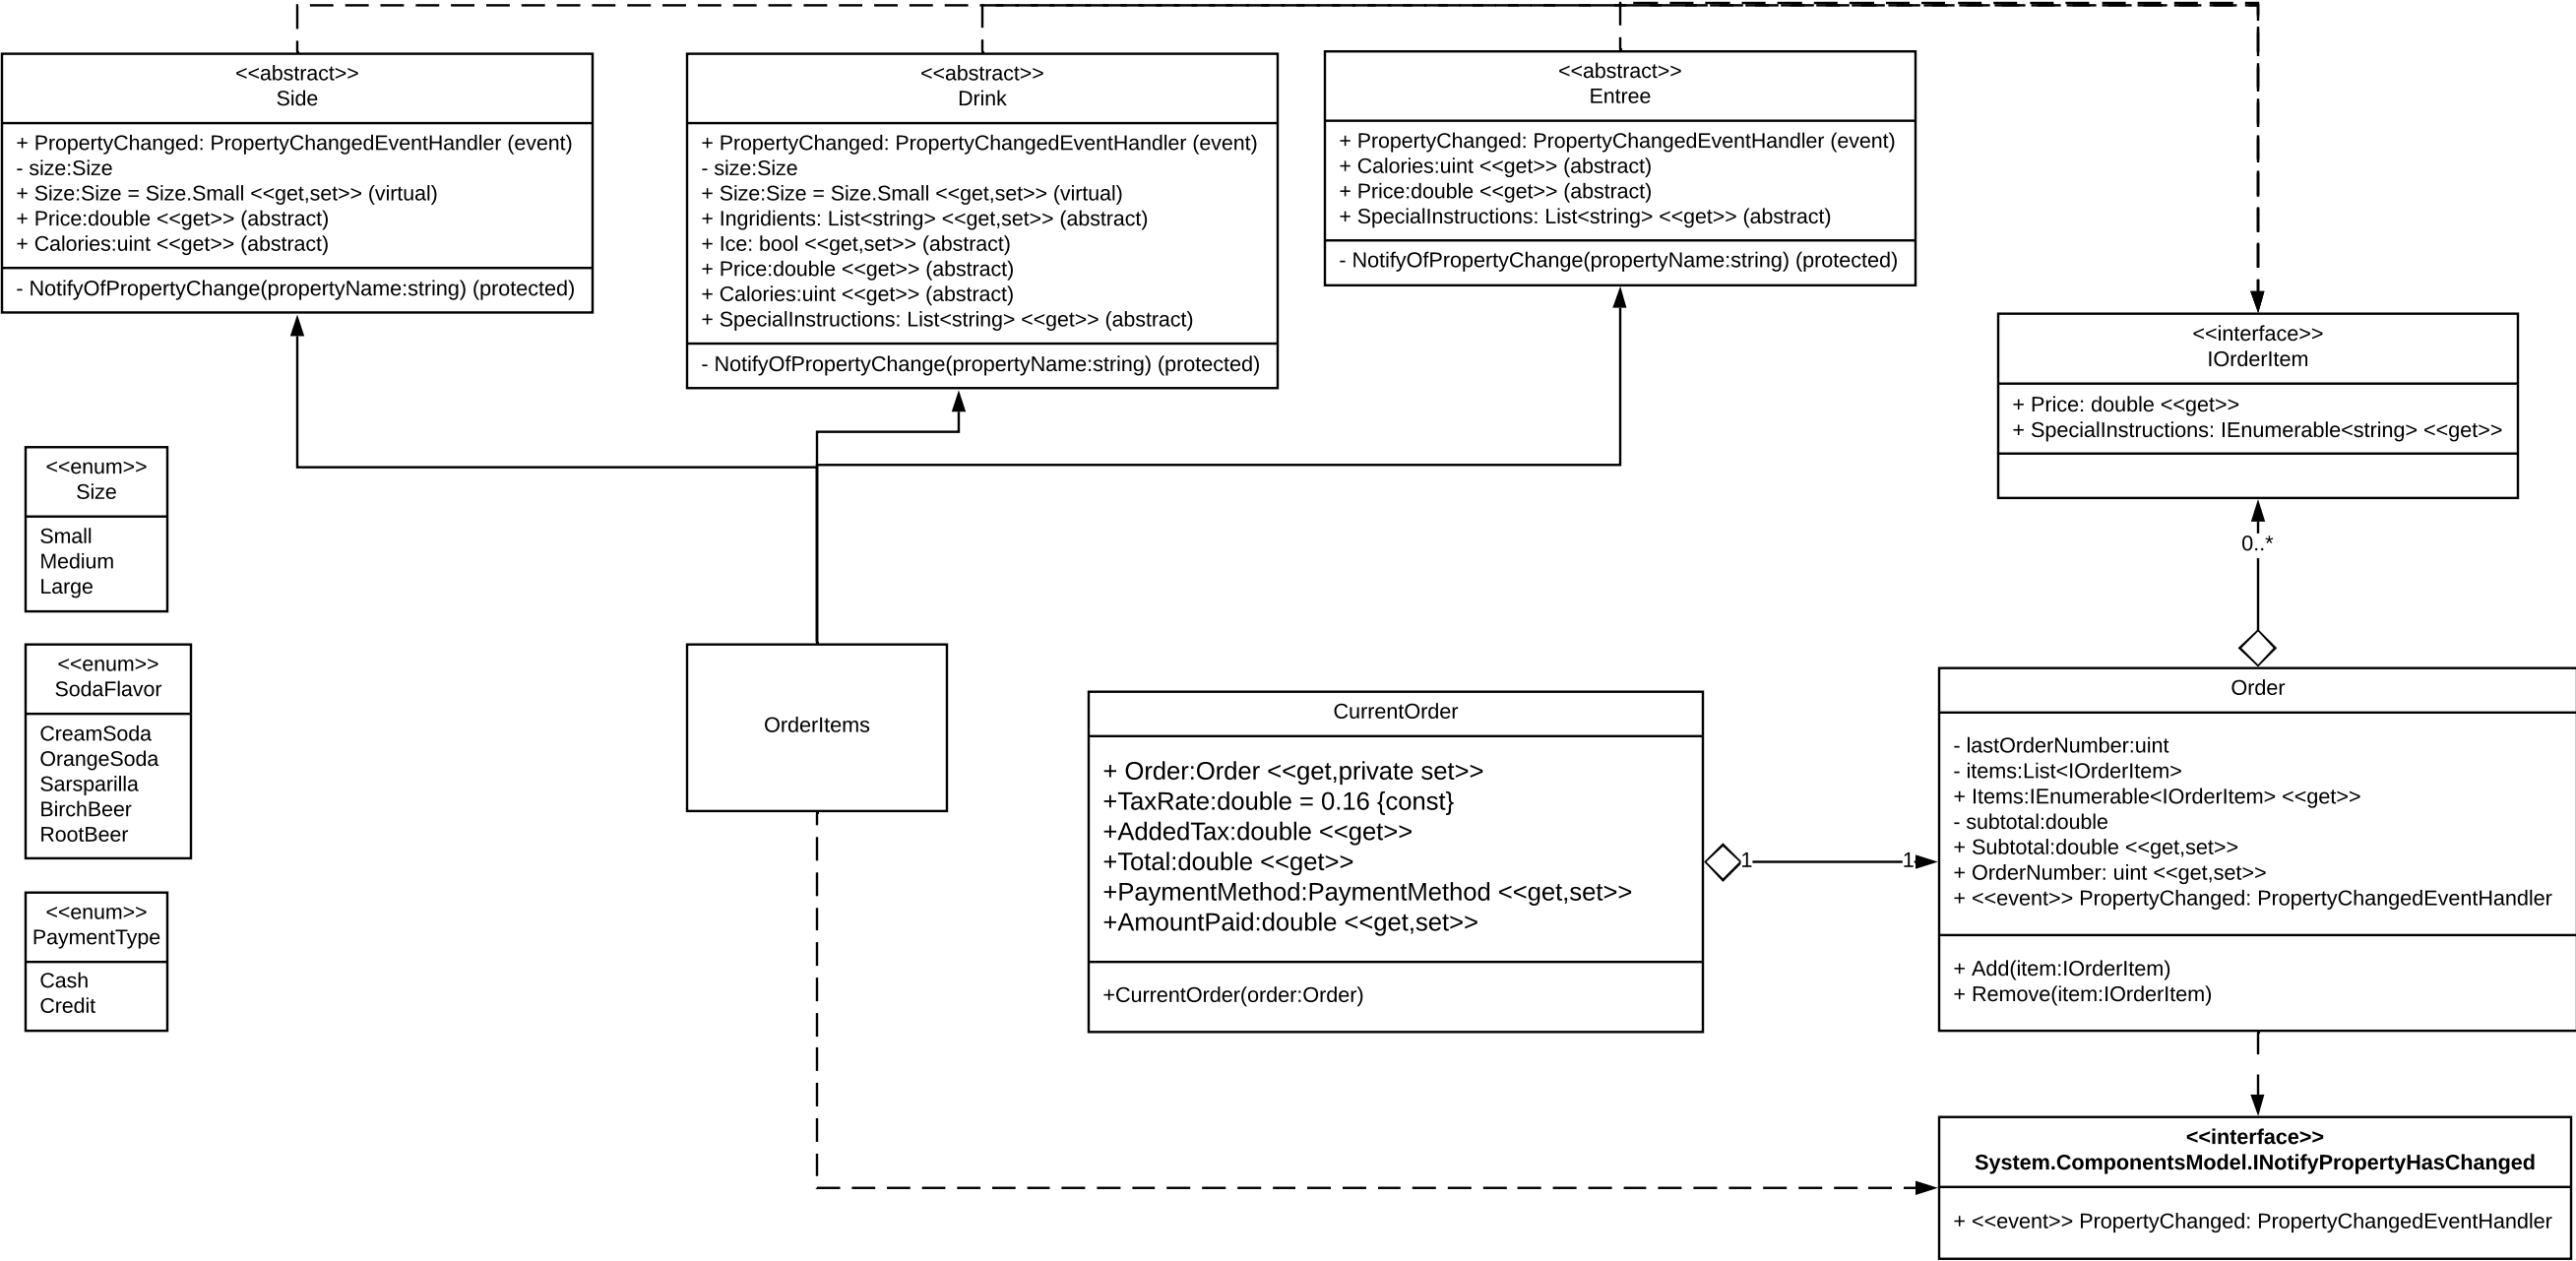 <<abstract>>
Side
+ PropertyChanged: PropertyChangedEventHandler (event)
- size:Size
+ Size:Size = Size.Small <<get,set>> (virtual)
+ Price:double <<get>> (abstract)
+ Calories:uint <<get>> (abstract)
- NotifyOfPropertyChange(propertyName:string) (protected)
<<abstract>>
Drink
+ PropertyChanged: PropertyChangedEventHandler (event)
- size:Size
+ Size:Size = Size.Small <<get,set>> (virtual)
+ Ingridients: List<string> <<get,set>> (abstract)
+ Ice: bool <<get,set>> (abstract)
+ Price:double <<get>> (abstract)
+ Calories:uint <<get>> (abstract)
+ SpecialInstructions: List<string> <<get>> (abstract)
- NotifyOfPropertyChange(propertyName:string) (protected)
<<abstract>>
Entree
+ PropertyChanged: PropertyChangedEventHandler (event)
+ Calories:uint <<get>> (abstract)
+ Price:double <<get>> (abstract)
+ SpecialInstructions: List<string> <<get>> (abstract)
- NotifyOfPropertyChange(propertyName:string) (protected)
<<interface>>
IOrderItem
+ Price: double <<get>>
+ SpecialInstructions: IEnumerable<string> <<get>>
0..*
<<enum>>
Size
Small
Medium
Large
<<enum>>
SodaFlavor
CreamSoda
OrangeSoda
Sarsparilla
BirchBeer
RootBeer
<<enum>>
PaymentType
Cash
Credit
OrderItems
CurrentOrder
+ Order:Order <<get,private set>>
+TaxRate:double = 0.16 {const}
+AddedTax:double <<get>>
+Total:double <<get>>
+PaymentMethod:PaymentMethod <<get,set>>
+AmountPaid:double <<get,set>>
+CurrentOrder(order:Order)
1
1
Order
- lastOrderNumber:uint
- items:List<IOrderItem>
+ Items:IEnumerable<IOrderItem> <<get>>
- subtotal:double
+ Subtotal:double <<get,set>>
+ OrderNumber: uint <<get,set>>
+ <<event>> PropertyChanged: PropertyChangedEventHandler
+ Add(item:IOrderItem)
+ Remove(item:IOrderItem)
<<interface>>
System.ComponentsModel.INotifyPropertyHasChanged
+ <<event>> PropertyChanged: PropertyChangedEventHandler